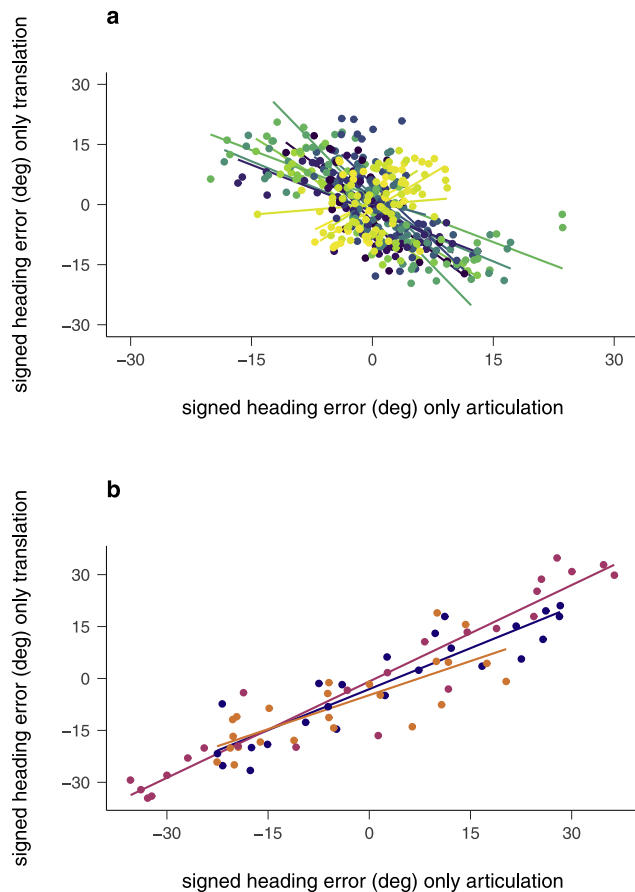 a
signed heading error (deg) only translation
30
15
0
−15
−30
−30 −15 0 15 30
signed heading error (deg) only articulation
b
signed heading error (deg) only translation
30
15
0
−15
−30
−30 −15 0 15 30
signed heading error (deg) only articulation